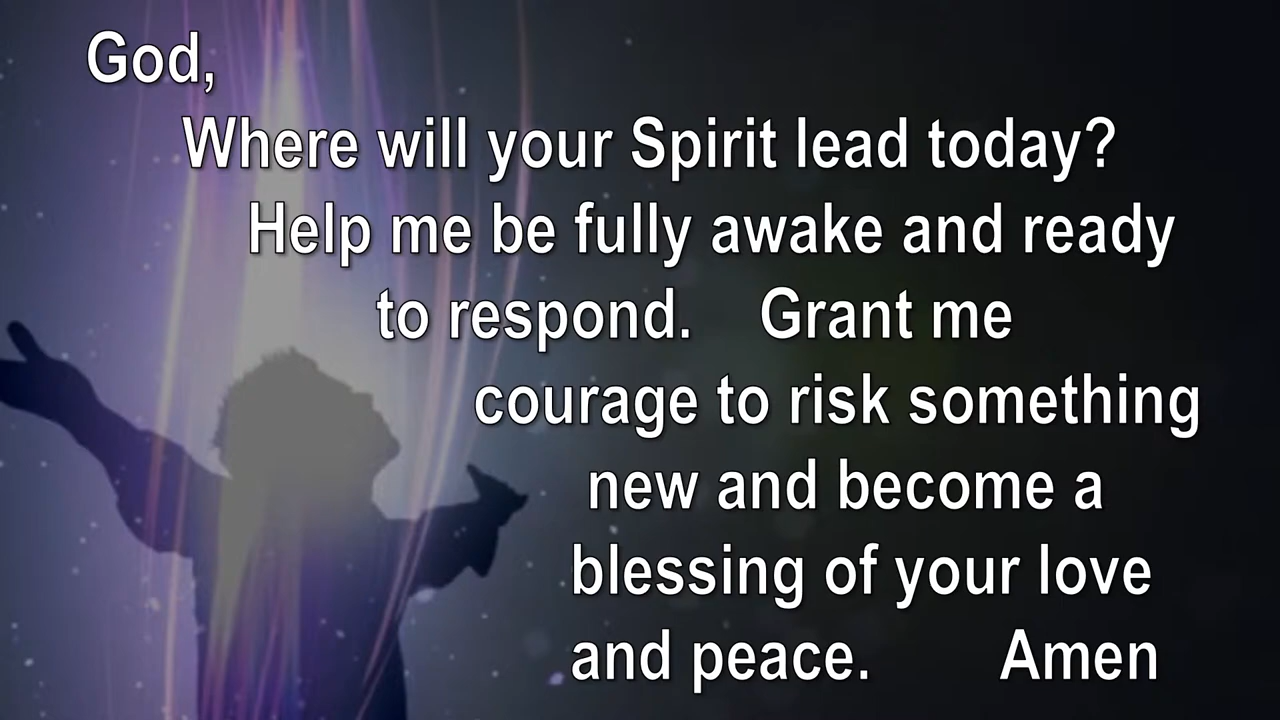 God,
Where will your Spirit lead today?
Help me be fully awake and ready
to respond. Grant me
courage to risk something
new and become a
blessing of your love
and peace. Amen